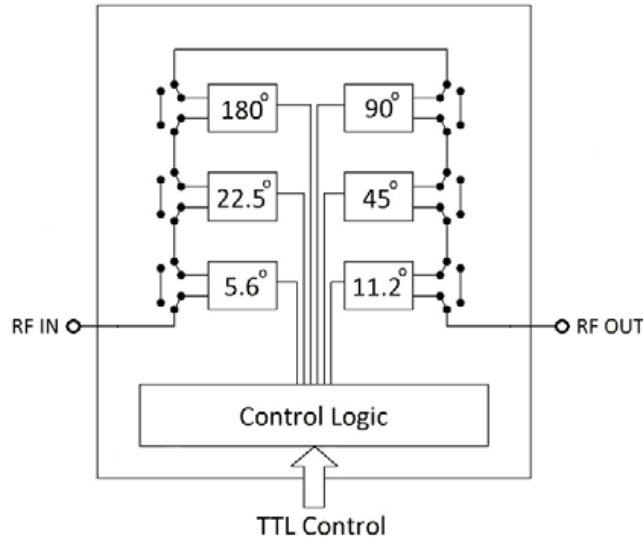 180° 90°
22.5° 45°
5.6° 11.2°
RF IN RF OUT
Control Logic
TTL Control